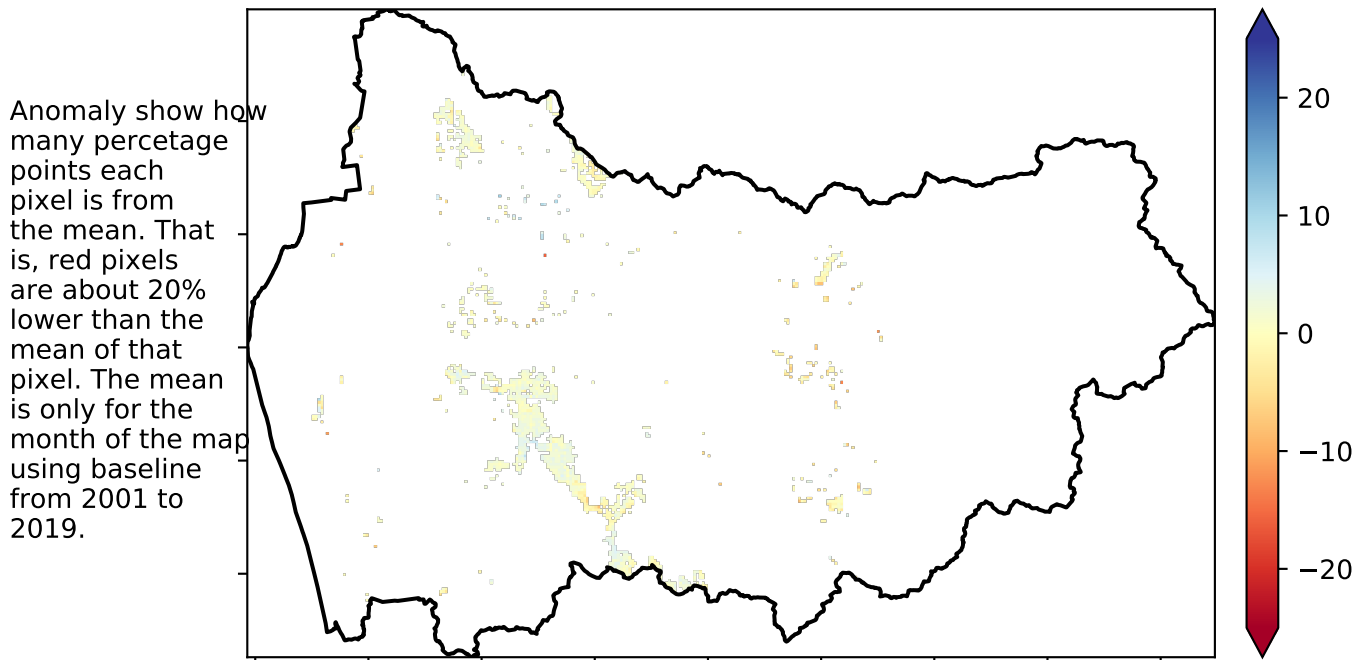 Anomaly show how
many percetage
points each
pixel is from
the mean. That
is, red pixels
are about 20%
lower than the
mean of that
pixel. The mean
is only for the
month of the map
using baseline
from 2001 to
2019.
20
10
0
−10
−20